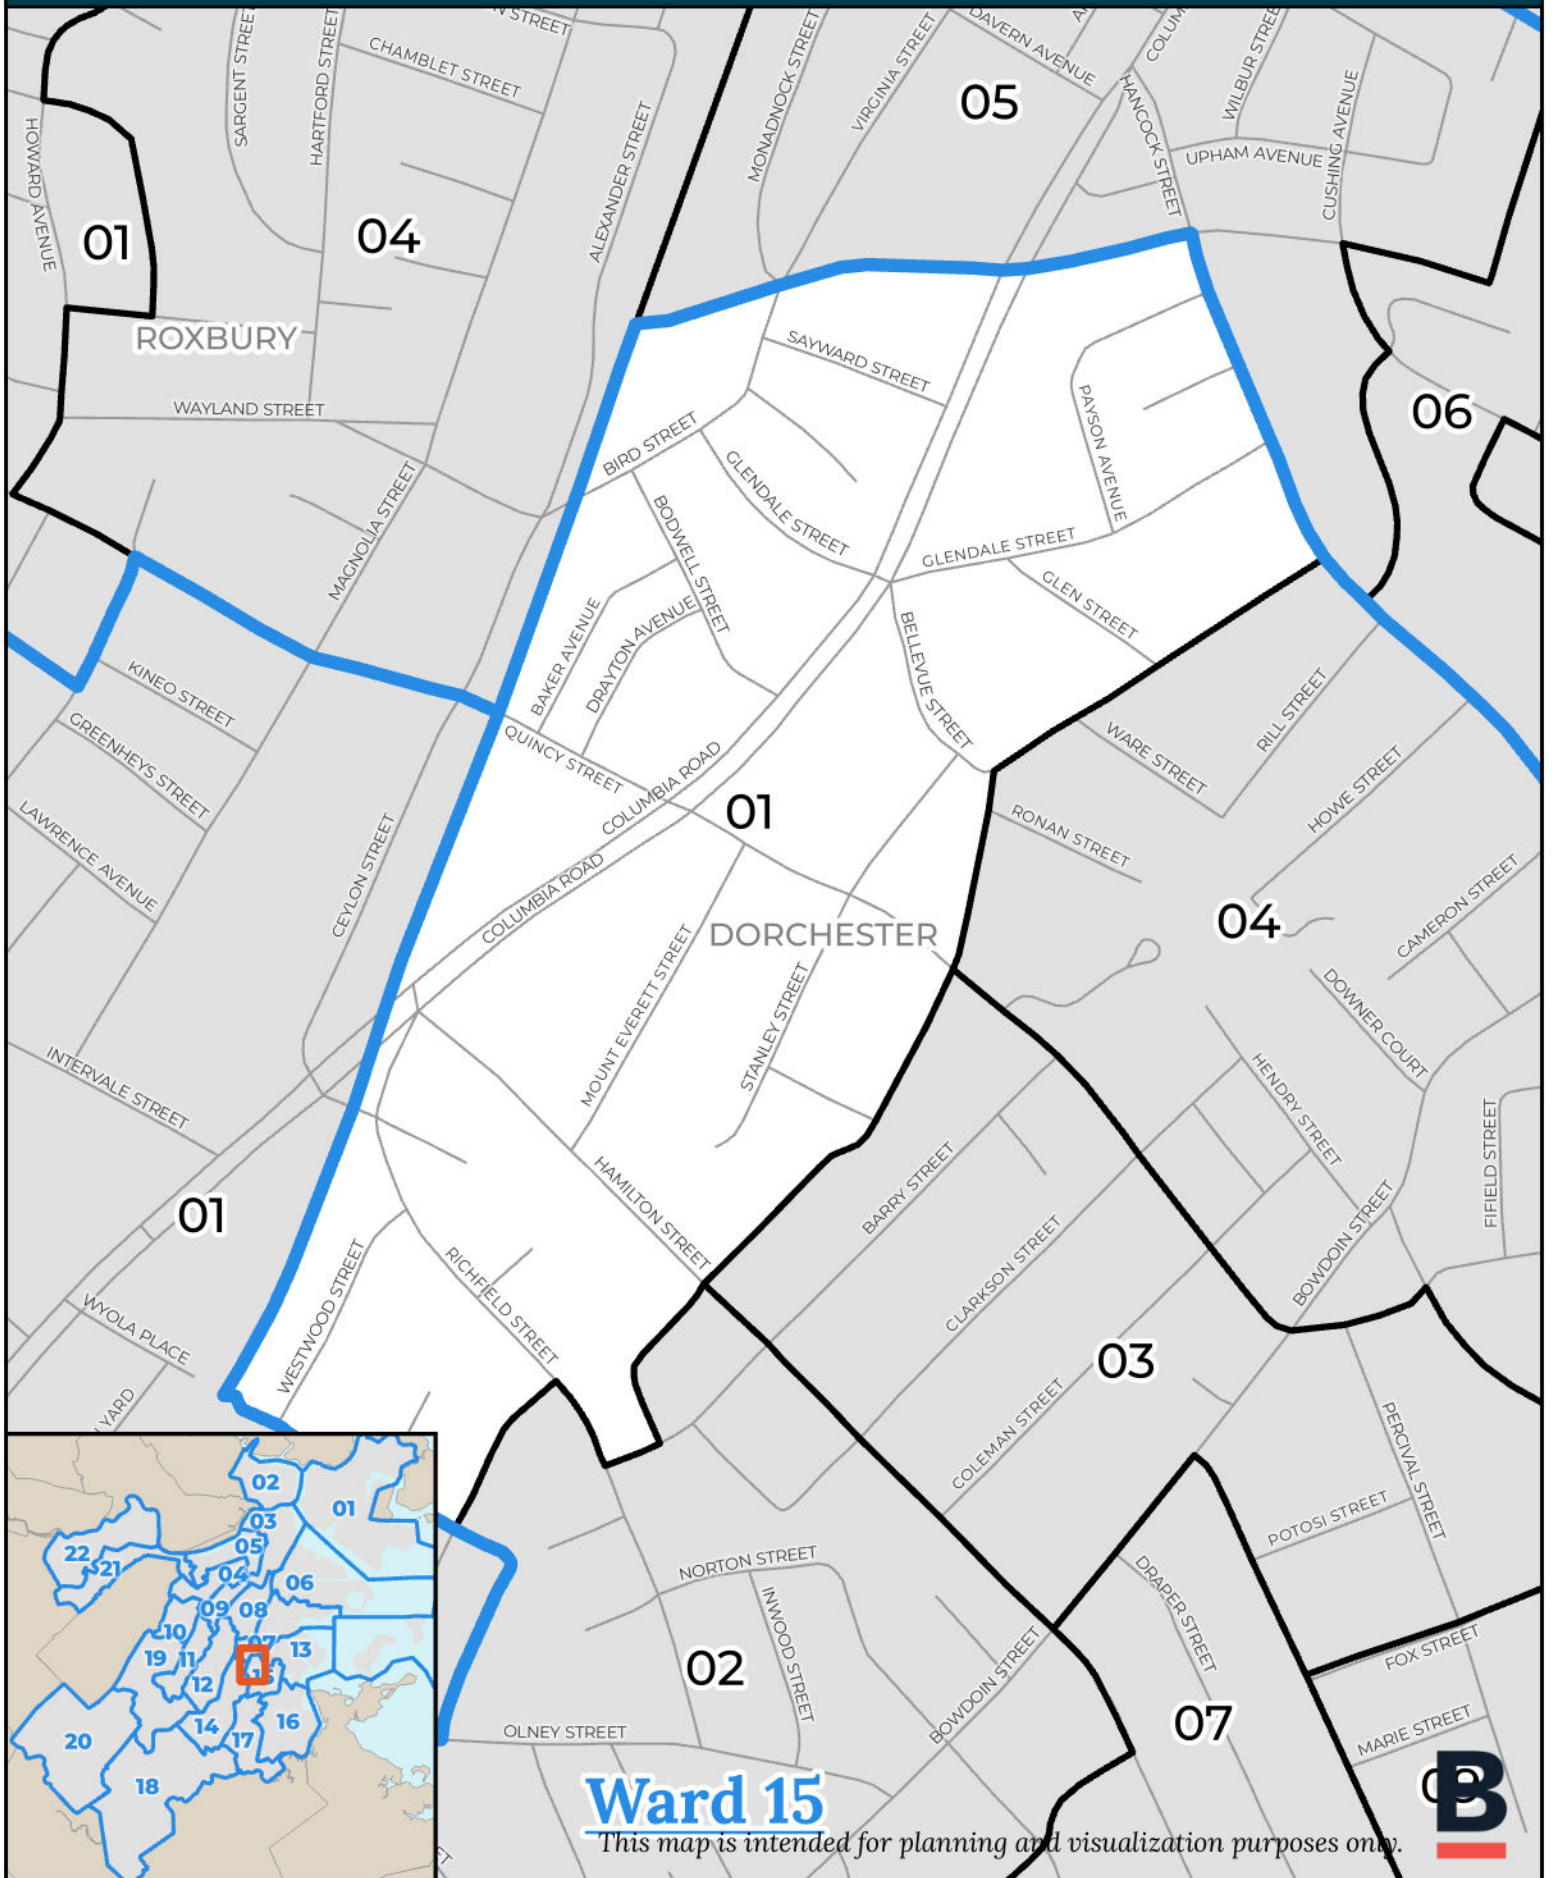 N STREET
CHAMBLET STREET
SARGENT STREET
HARTFORD STREET
HOWARD AVENUE
ALEXANDER STREET
MONADNOCK STREET
VIRGINIA STREET
DAVERN AVENUE
HANCOCK STREET
WILBUR STREE
CUSHING AVENUE
UPHAM AVENUE
COLUM
05
01
04
ROXBURY
WAYLAND STREET
MAGNOLIA STREET
SAYWARD STREET
PAYSON AVENUE
06
BIRD STREET
GLENDALE STREET
BODWELL STREET
GLENDALE STREET
GLEN STREET
BAKER AVENUE
DRAYTON AVENUE
BELLEVUE STREET
KINEO STREET
GREENHEYS STREET
LAWRENCE AVENUE
QUINCY STREET
COLUMBIA ROAD
01
WARE STREET
RILL STREET
HOWE STREET
RONAN STREET
CEYLON STREET
COLUMBIA ROAD
DORCHESTER
04
CAMERON STREET
MOUNT EVERETT STREET
STANLEY STREET
DOWNER COURT
INTERVALE STREET
HENDRY STREET
FIFIELD STREET
01
HAMILTON STREET
BARRY STREET
CLARKSON STREET
BOWDOIN STREET
WESTWOOD STREET
RICHFIELD STREET
WYOLA PLACE
YARD
03
COLEMAN STREET
PERCIVAL STREET
POTOSI STREET
NORTON STREET
INWOOD STREET
DRAPER STREET
02
BOWDOIN STREET
FOX STREET
07
MARIE STREET
OLNEY STREET
02
01
03
05
22
21
04
06
09
08
10
07
13
19
11
12
15
14
16
17
20
18
Ward 15
This map is intended for planning and visualization purposes only.
B